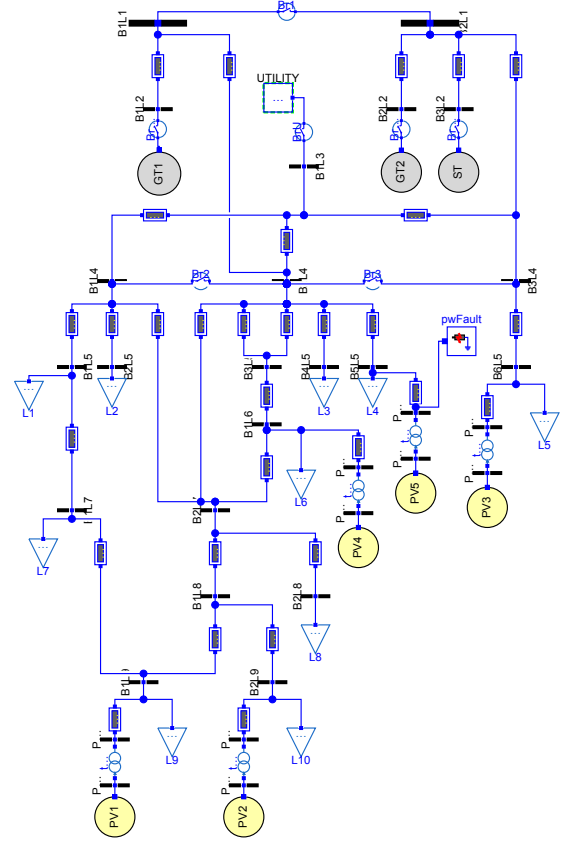 Br1
B1L1
B2L1
UTILITY
...
B1L2
B2L2
B3L2
B1L3
GT1
GT2
ST
B1L4
Br2
Br3
B3L4
pwFault
B1L5
B2L5
B4L5
B5L5
B6L5
L1
L2
L3
L4
L5
B1L6
P...
P...
P...
P...
P...
P...
L6
PV5
PV3
PV4
L7
B1L8
B2L8
L8
B2L9
L9
L10
P...
P...
P...
P...
PV1
PV2